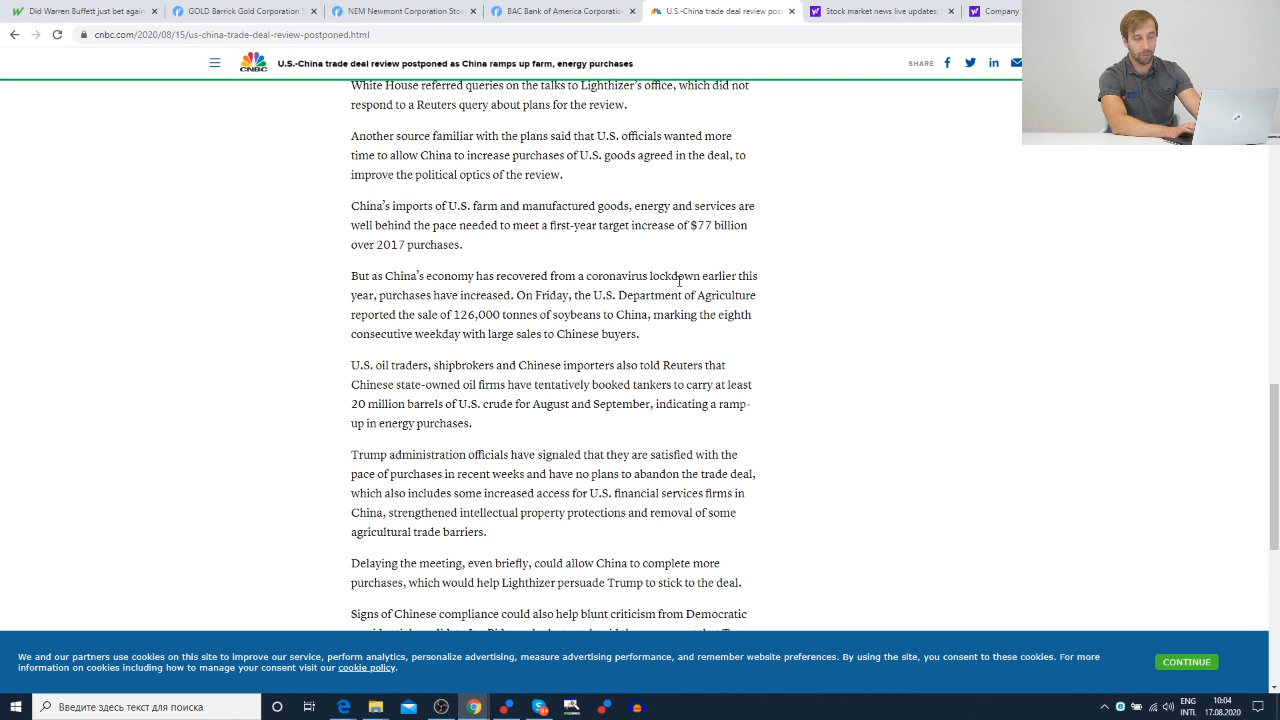 Did Warren Buffett just bet again
GOLD Barrick Gold Corporation
NEM Newmont Corporation Stoc
BAC Bank of America Corporation
U.S.-China trade deal review post
Stock market news live updates:
Company
cnbc.com/2020/08/15/us-china-trade-deal-review-postponed.html
CNBC
U.S.-China trade deal review postponed as China ramps up farm, energy purchases
SHARE
White House referred queries on the talks to Lighthizer's office, which did not
respond to a Reuters query about plans for the review.
Another source familiar with the plans said that U.S. officials wanted more
time to allow China to increase purchases of U.S. goods agreed in the deal, to
improve the political optics of the review.
China's imports of U.S. farm and manufactured goods, energy and services are
well behind the pace needed to meet a first-year target increase of $77 billion
over 2017 purchases.
But as China's economy has recovered from a coronavirus lockdown earlier this
year, purchases have increased. On Friday, the U.S. Department of Agriculture
reported the sale of 126,000 tonnes of soybeans to China, marking the eighth
consecutive weekday with large sales to Chinese buyers.
U.S. oil traders, shipbrokers and Chinese importers also told Reuters that
Chinese state-owned oil firms have tentatively booked tankers to carry at least
20 million barrels of U.S. crude for August and September, indicating a ramp-
up in energy purchases.
Trump administration officials have signaled that they are satisfied with the
pace of purchases in recent weeks and have no plans to abandon the trade deal,
which also includes some increased access for U.S. financial services firms in
China, strengthened intellectual property protections and removal of some
agricultural trade barriers.
Delaying the meeting, even briefly, could allow China to complete more
purchases, which would help Lighthizer persuade Trump to stick to the deal.
Signs of Chinese compliance could also help blunt criticism from Democratic
We and our partners use cookies on this site to improve our service, perform analytics, personalize advertising, measure advertising performance, and remember website preferences. By using the site, you consent to these cookies. For more
information on cookies including how to manage your consent visit our cookie policy.
CONTINUE
Введите здесь текст для поиска
ENG
INTL
10:04
17.08.2020